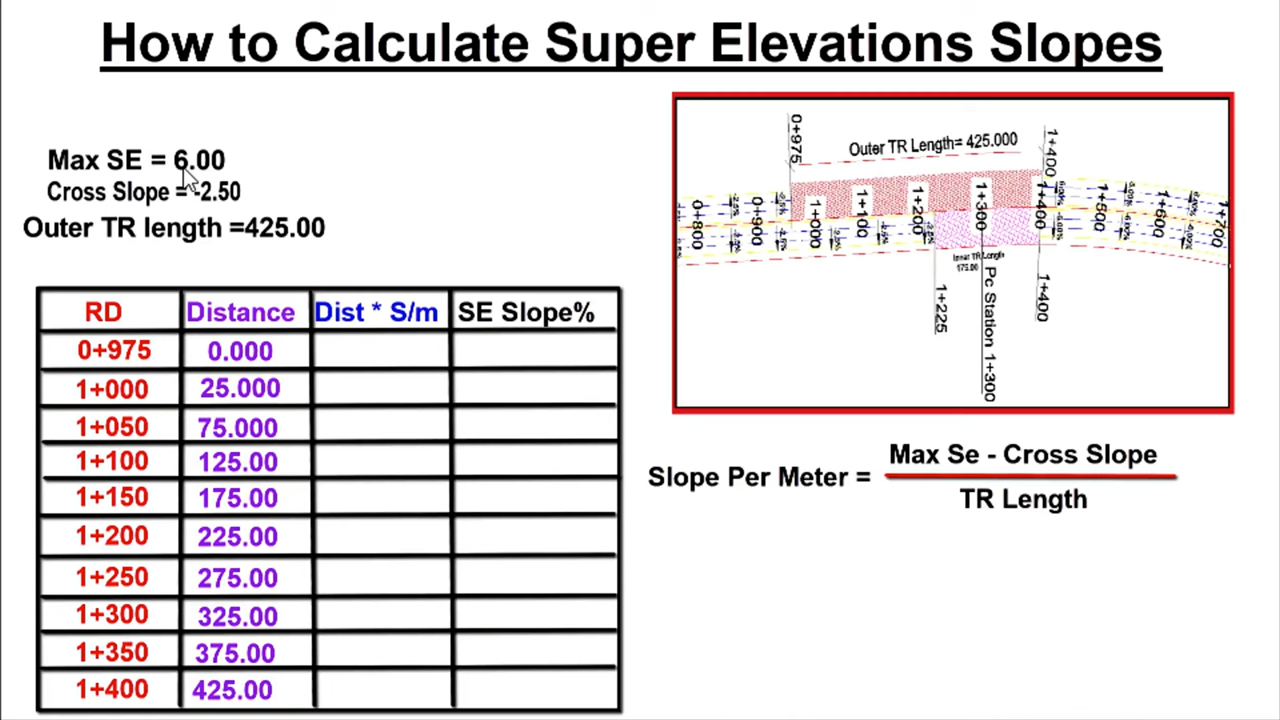 How to Calculate Super Elevations Slopes
Max SE = 6.00
Cross Slope = -2.50
Outer TR length =425.00
RD Distance Dist * S/m SE Slope%
0+975 0.000
1+000 25.000
1+050 75.000
1+100 125.00
1+150 175.00
1+200 225.00
1+250 275.00
1+300 325.00
1+350 375.00
1+400 425.00
0+975
Outer TR Length= 425.000
1+400
0+800
0+900
1+000
1+100
1+200
1+300
1+400
1+500
1+600
1+700
Inner TR Length
175.00
1+225
Pc Station 1+300
1+400
Slope Per Meter =
Max Se - Cross Slope
TR Length